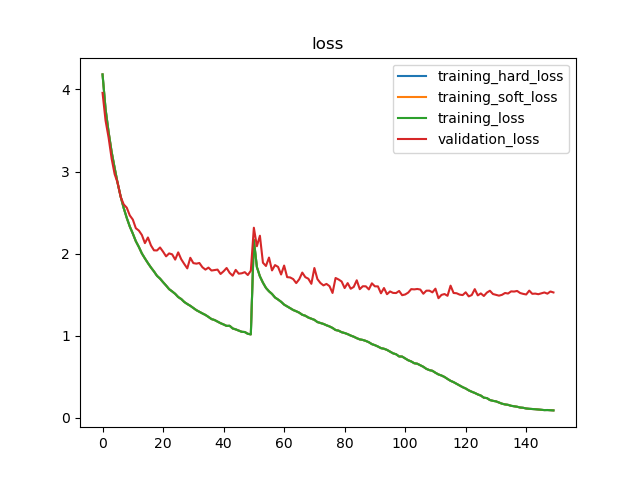 loss
training_hard_loss
training_soft_loss
training_loss
validation_loss
4
3
2
1
0
0 20 40 60 80 100 120 140